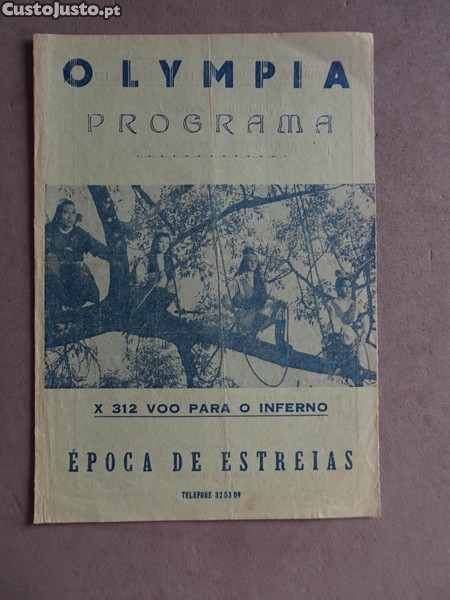 CustoJusto.pt
OLYMPIA
PROGRAMA
X 312 VOO PARA O INFERNO
ÉPOCA DE ESTREIAS
TELEFONE 32 53 09